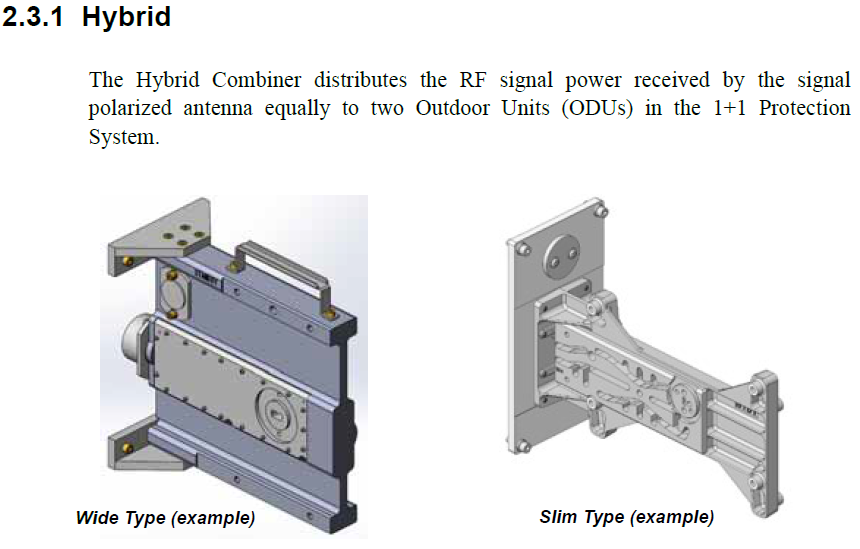 2.3.1 Hybrid
The Hybrid Combiner distributes the RF signal power received by the signal
polarized antenna equally to two Outdoor Units (ODUs) in the 1+1 Protection
System.
Wide Type (example)
Slim Type (example)